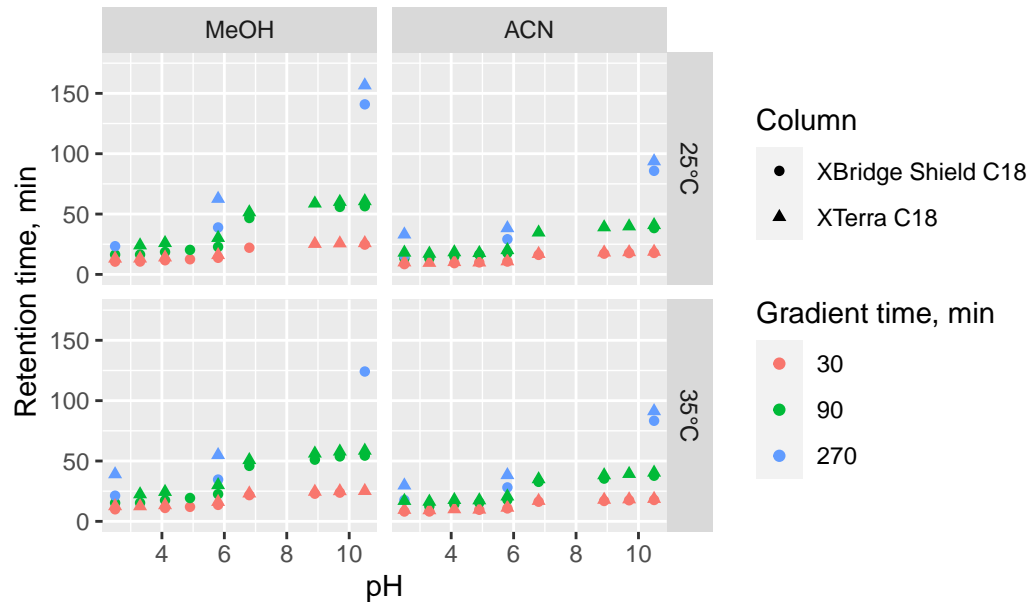 MeOH
ACN
150
100
50
0
25°C
150
100
50
0
35°C
4 6 8 10
4 6 8 10
pH
Retention time, min
Column
XBridge Shield C18
XTerra C18
Gradient time, min
30
90
270